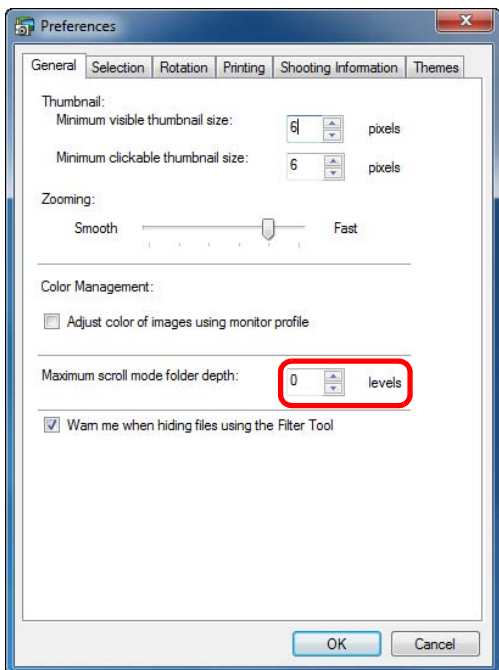 Preferences
General Selection Rotation Printing Shooting Information Themes
Thumbnail:
Minimum visible thumbnail size: 6 pixels
Minimum clickable thumbnail size: 6 pixels
Zooming:
Smooth Fast
Color Management:
Adjust color of images using monitor profile
Maximum scroll mode folder depth: 0 levels
Warn me when hiding files using the Filter Tool
OK Cancel